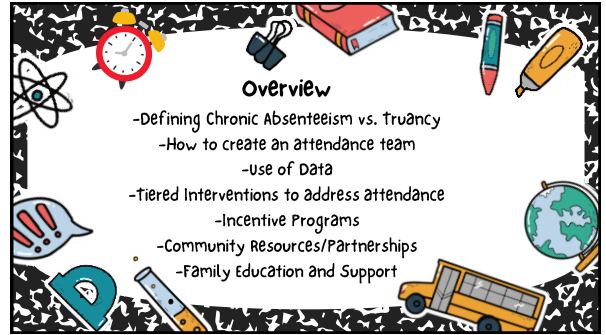 Overview
-Defining Chronic Absenteeism vs. Truancy
-How to create an attendance team
-Use of Data
-Tiered Interventions to address attendance
-Incentive Programs
-Community Resources/Partnerships
-Family Education and Support